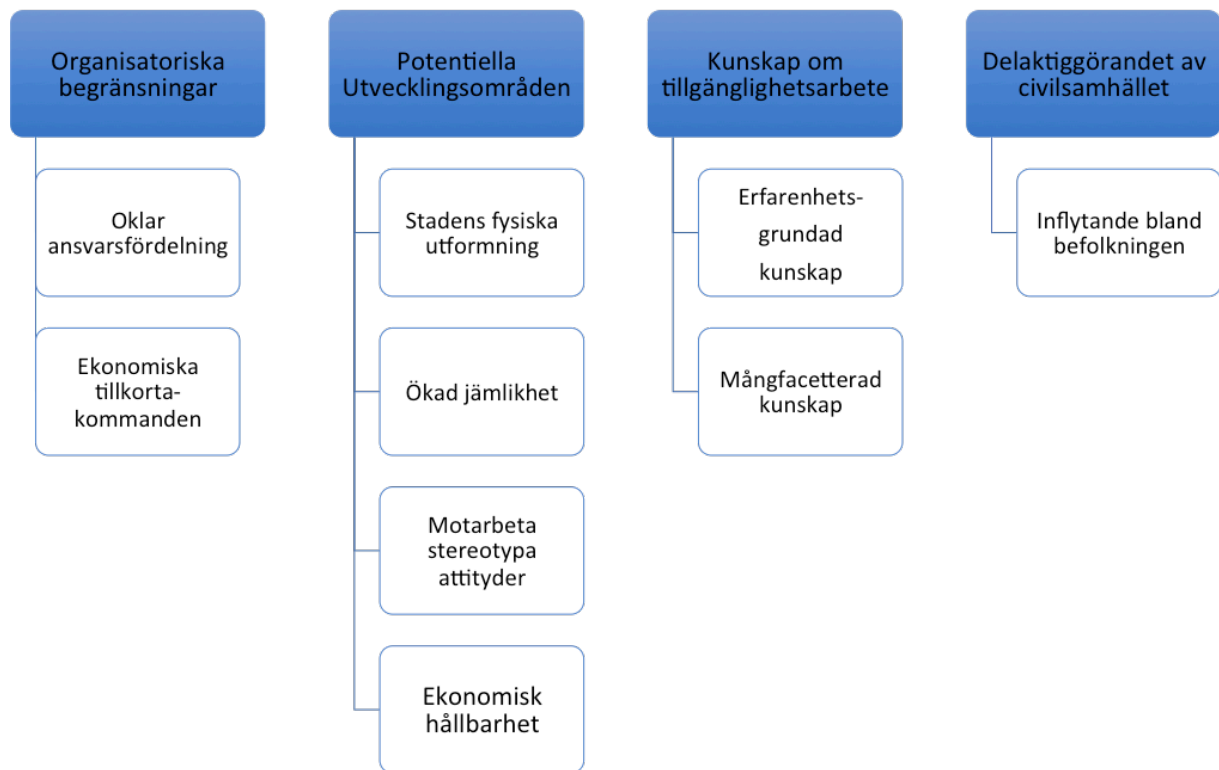 Organisatoriska
begränsningar
Oklar
ansvarsfördelning
Ekonomiska
tillkorta-
kommanden
Potentiella
Utvecklingsområden
Stadens fysiska
utformning
Ökad jämlikhet
Motarbeta
stereotypa
attityder
Ekonomisk
hållbarhet
Kunskap om
tillgänglighetsarbete
Erfarenhets-
grundad
kunskap
Mångfacetterad
kunskap
Delaktiggörandet av
civilsamhället
Inflytande bland
befolkningen